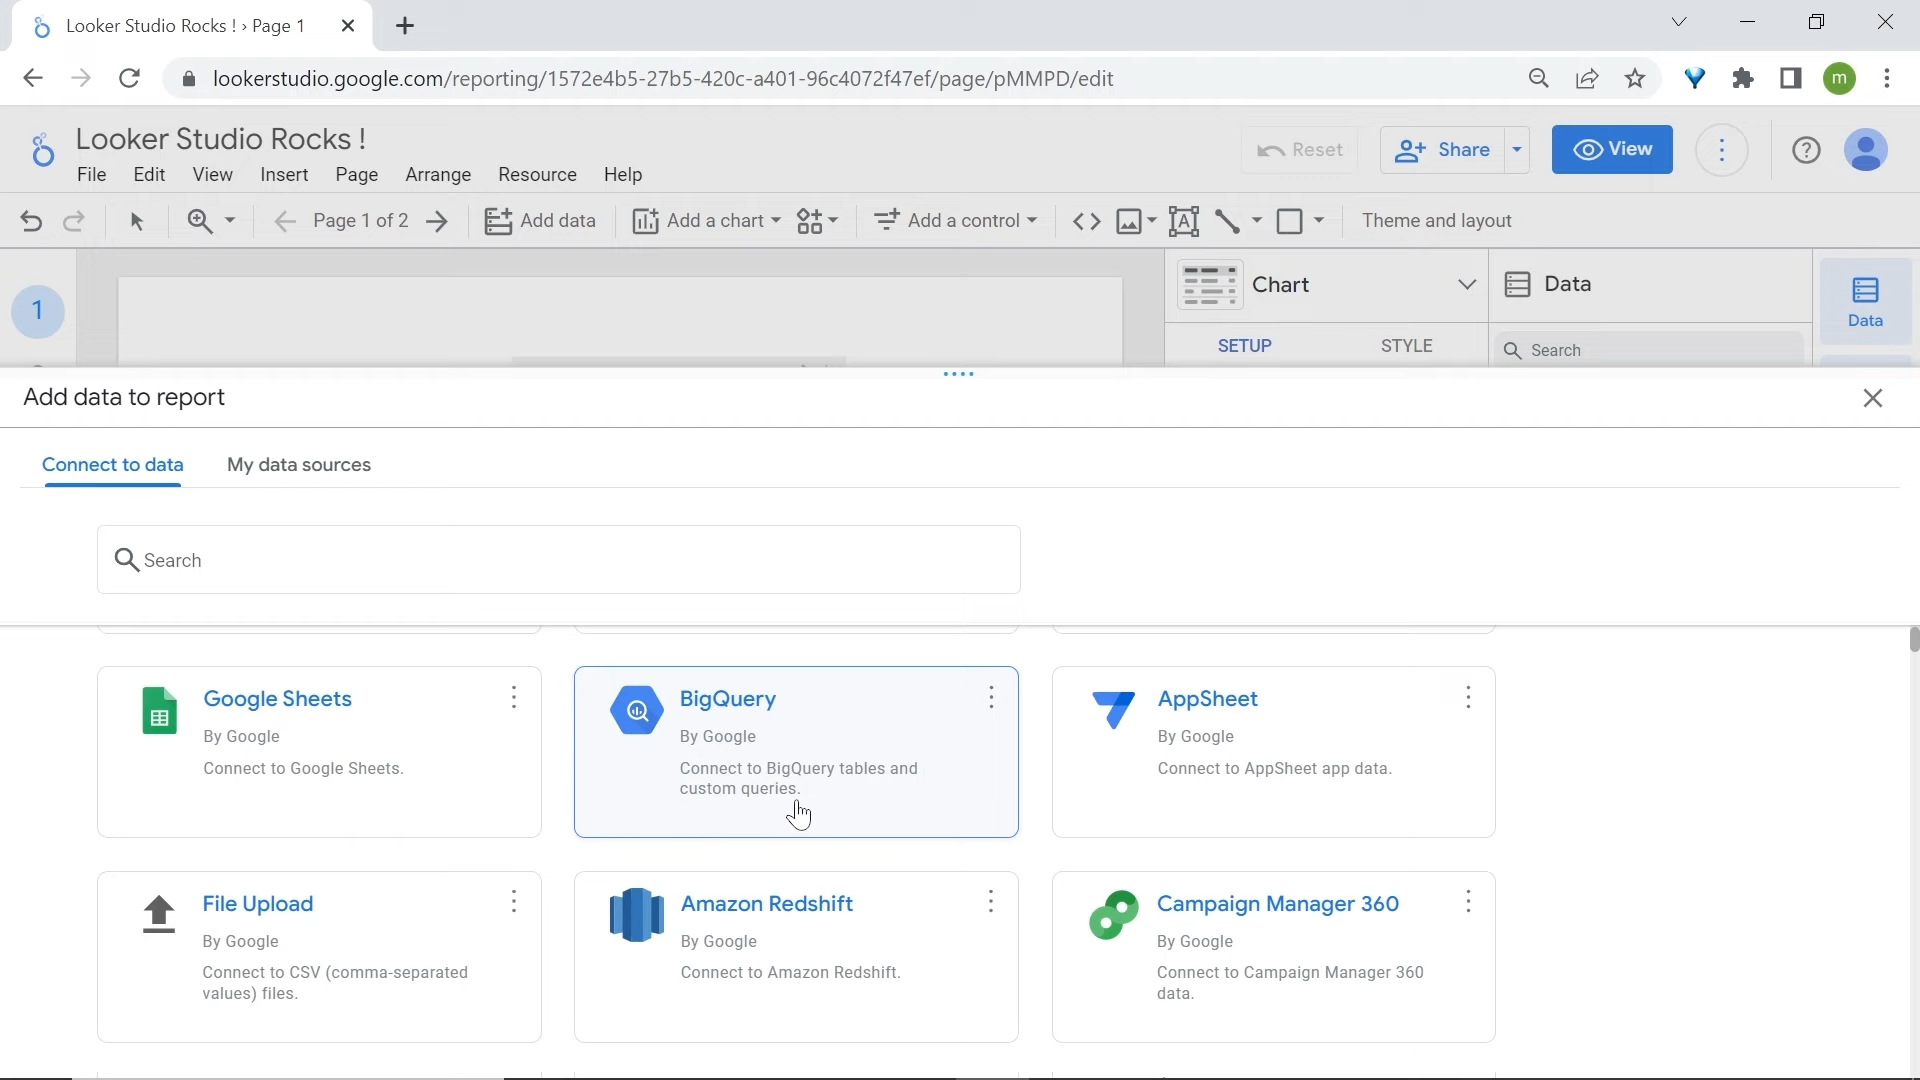 Looker Studio Rocks ! › Page 1
lookerstudio.google.com/reporting/1572e4b5-27b5-420c-a401-96c4072f47ef/page/pMMPD/edit
m
Looker Studio Rocks !
Reset
Share
View
File Edit View Insert Page Arrange Resource Help
Page 1 of 2
Add data
Add a chart
Add a control
Theme and layout
1
Chart
Data
Data
SETUP
STYLE
Search
Add data to report
Connect to data
My data sources
Search
Google Sheets
By Google
Connect to Google Sheets.
BigQuery
By Google
Connect to BigQuery tables and
custom queries.
AppSheet
By Google
Connect to AppSheet app data.
File Upload
By Google
Connect to CSV (comma-separated
values) files.
Amazon Redshift
By Google
Connect to Amazon Redshift.
Campaign Manager 360
By Google
Connect to Campaign Manager 360
data.